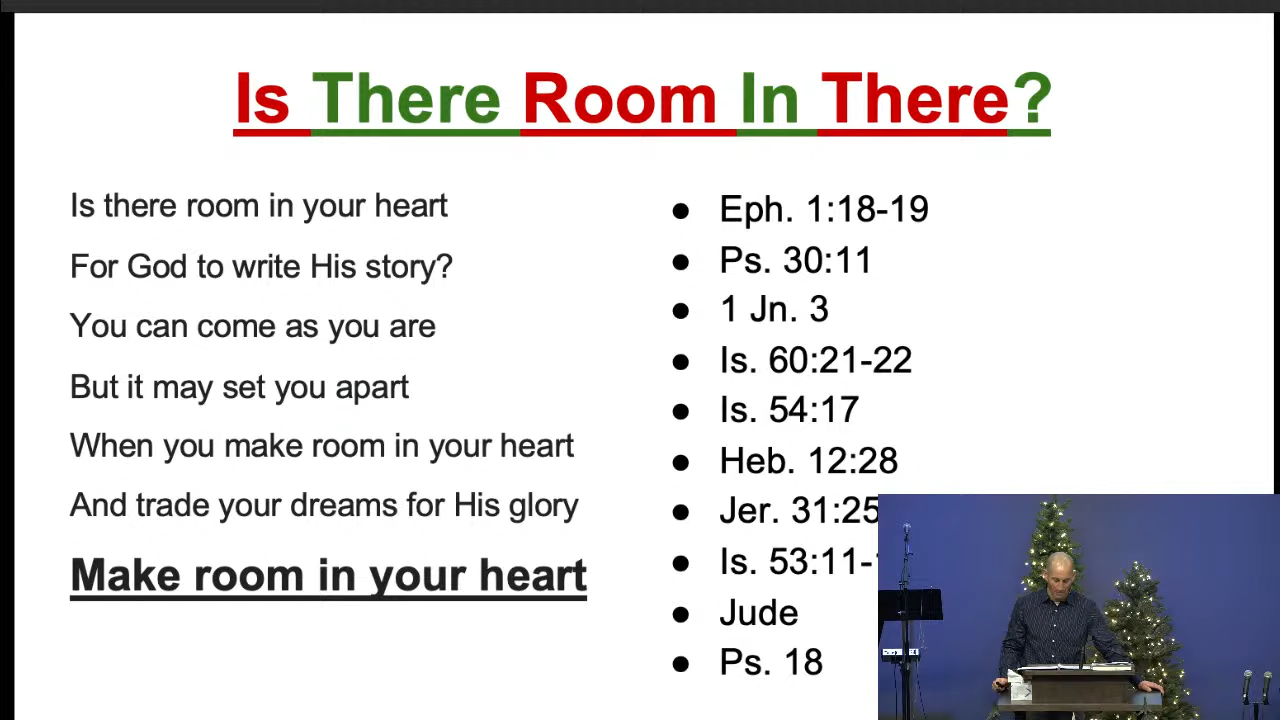 Is There Room In There?
Is there room in your heart
For God to write His story?
You can come as you are
But it may set you apart
When you make room in your heart
And trade your dreams for His glory
Make room in your heart
● Eph. 1:18-19
● Ps. 30:11
● 1 Jn. 3
● Is. 60:21-22
● Is. 54:17
● Heb. 12:28
● Jer. 31:25
● Is. 53:11-
● Jude
● Ps. 18